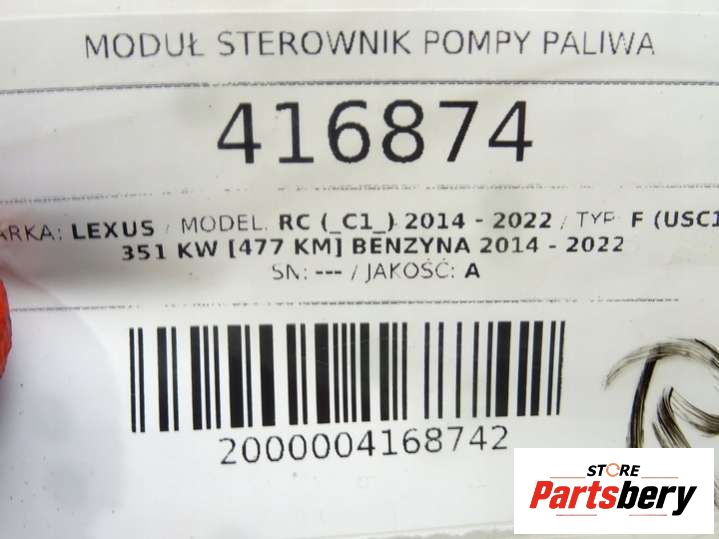 MODUŁ STEROWNIK POMPY PALIWA
416874
ARKA: LEXUS / MODEL: RC (_C1_) 2014 - 2022 / TYP: F (USC1
351 KW [477 KM] BENZYNA 2014 - 2022
SN: --- / JAKOŚĆ: A
2000004168742
STORE
Partsbery